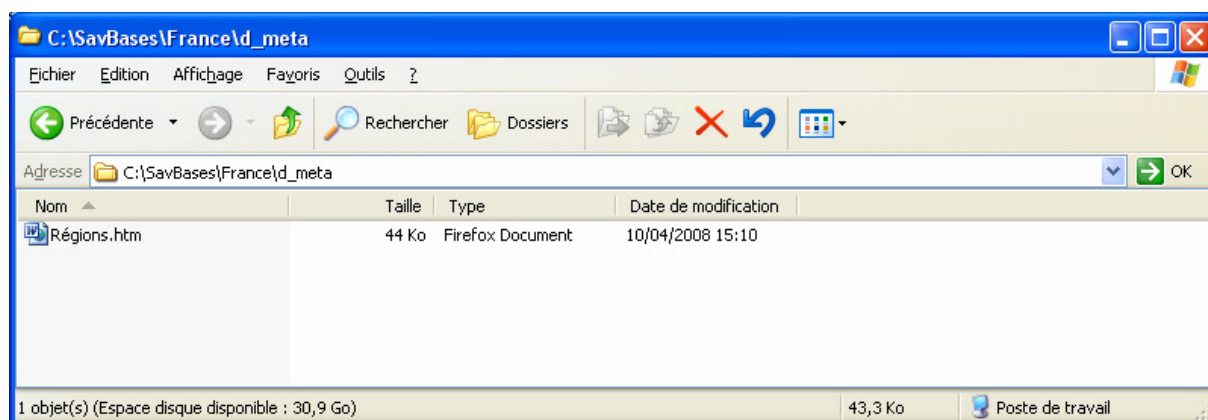 C:\SavBases\France\d_meta
Fichier Edition Affichage Favoris Outils ?
Précédente Rechercher Dossiers
Adresse C:\SavBases\France\d_meta OK
Nom Taille Type Date de modification
Régions.htm 44 Ko Firefox Document 10/04/2008 15:10
1 objet(s) (Espace disque disponible : 30,9 Go) 43,3 Ko Poste de travail